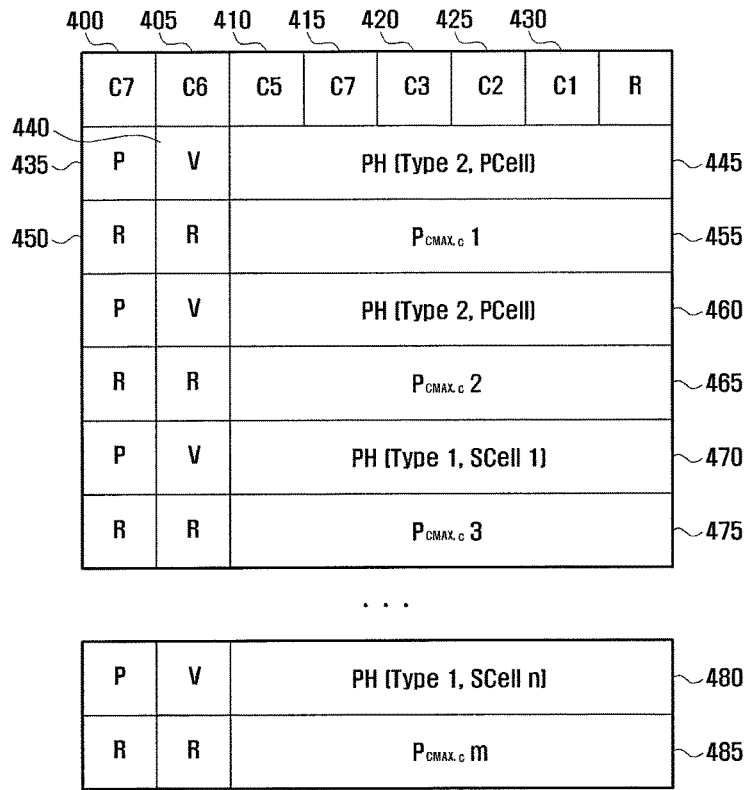 400 405 410 415 420 425 430
C7 C6 C5 C7 C3 C2 C1 R
440
435 P V PH (Type 2, PCell) 445
450 R R PCMAX, c 1 455
P V PH (Type 2, PCell) 460
R R PCMAX, c 2 465
P V PH (Type 1, SCell 1) 470
R R PCMAX, c 3 475
. . .
P V PH (Type 1, SCell n) 480
R R PCMAX, c m 485